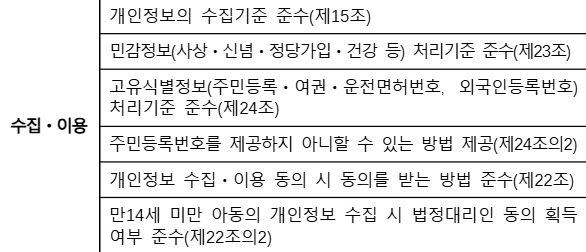 개인정보의 수집기준 준수(제15조)
민감정보(사상・신념・정당가입・건강 등) 처리기준 준수(제23조)
고유식별정보(주민등록・여권・운전면허번호, 외국인등록번호)
처리기준 준수(제24조)
수집・이용
주민등록번호를 제공하지 아니할 수 있는 방법 제공(제24조의2)
개인정보 수집・이용 동의 시 동의를 받는 방법 준수(제22조)
만14세 미만 아동의 개인정보 수집 시 법정대리인 동의 획득
여부 준수(제22조의2)